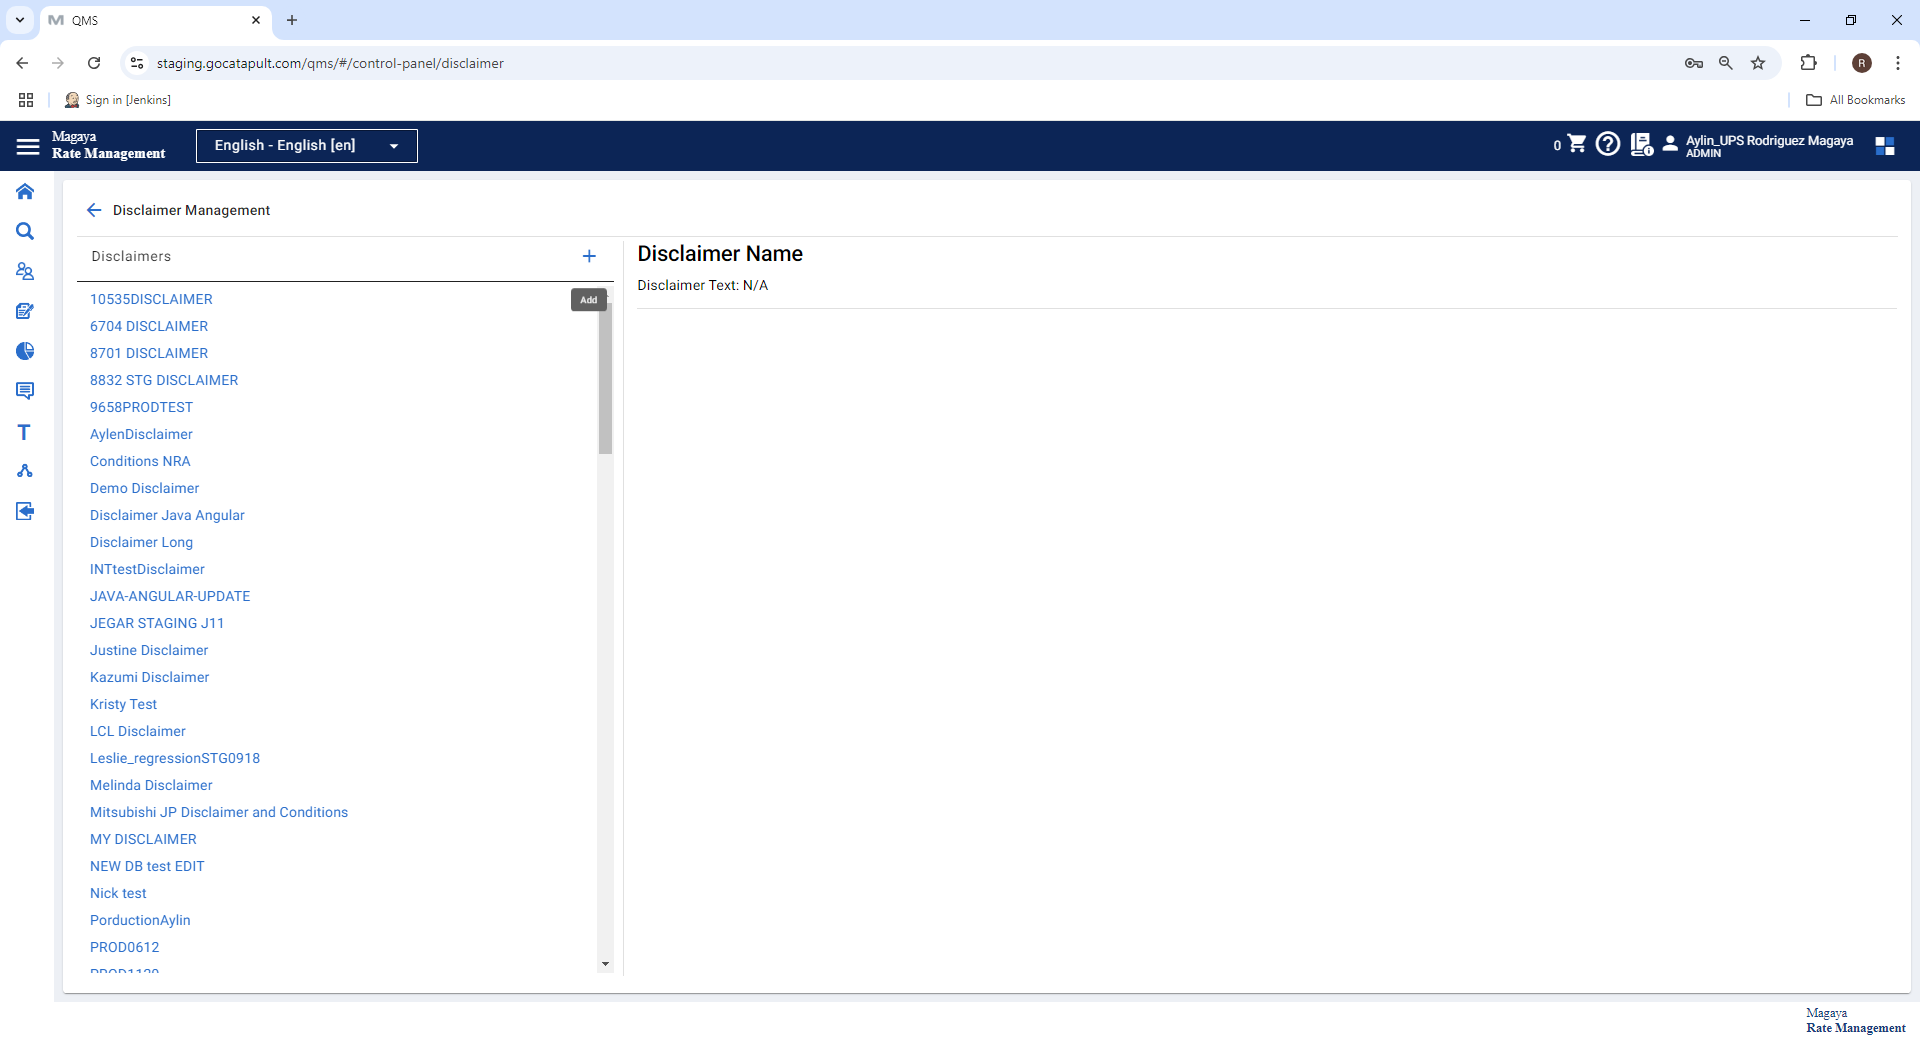 QMS
staging.gocatapult.com/qms/#/control-panel/disclaimer
R
Sign in [Jenkins]
All Bookmarks
Magaya
Rate Management
English - English [en]
0
Aylin_UPS Rodriguez Magaya
ADMIN
Disclaimer Management
Disclaimers
Add
10535DISCLAIMER
6704 DISCLAIMER
8701 DISCLAIMER
8832 STG DISCLAIMER
9658PRODTEST
AylenDisclaimer
Conditions NRA
Demo Disclaimer
Disclaimer Java Angular
Disclaimer Long
INTtestDisclaimer
JAVA-ANGULAR-UPDATE
JEGAR STAGING J11
Justine Disclaimer
Kazumi Disclaimer
Kristy Test
LCL Disclaimer
Leslie_regressionSTG0918
Melinda Disclaimer
Mitsubishi JP Disclaimer and Conditions
MY DISCLAIMER
NEW DB test EDIT
Nick test
PorductionAylin
PROD0612
Disclaimer Name
Disclaimer Text: N/A
Magaya
Rate Management